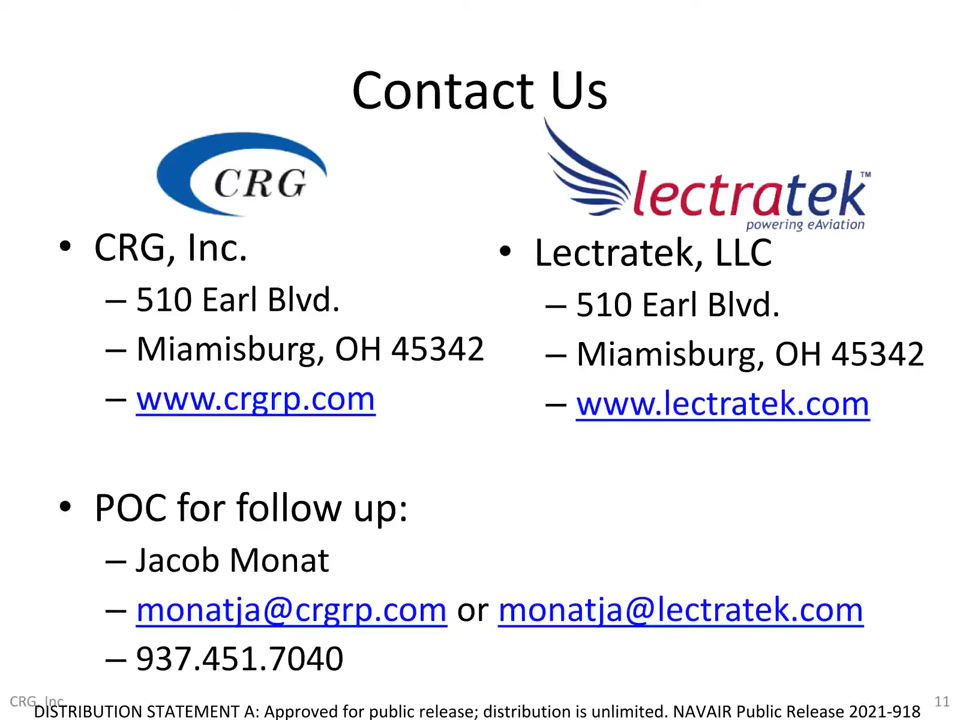 Contact Us
CRG
lectratek™
powering eAviation
• CRG, Inc.
– 510 Earl Blvd.
– Miamisburg, OH 45342
– www.crgrp.com
• Lectratek, LLC
– 510 Earl Blvd.
– Miamisburg, OH 45342
– www.lectratek.com
• POC for follow up:
– Jacob Monat
– monatja@crgrp.com or monatja@lectratek.com
– 937.451.7040
CRG, Inc.
11
DISTRIBUTION STATEMENT A: Approved for public release; distribution is unlimited. NAVAIR Public Release 2021-918